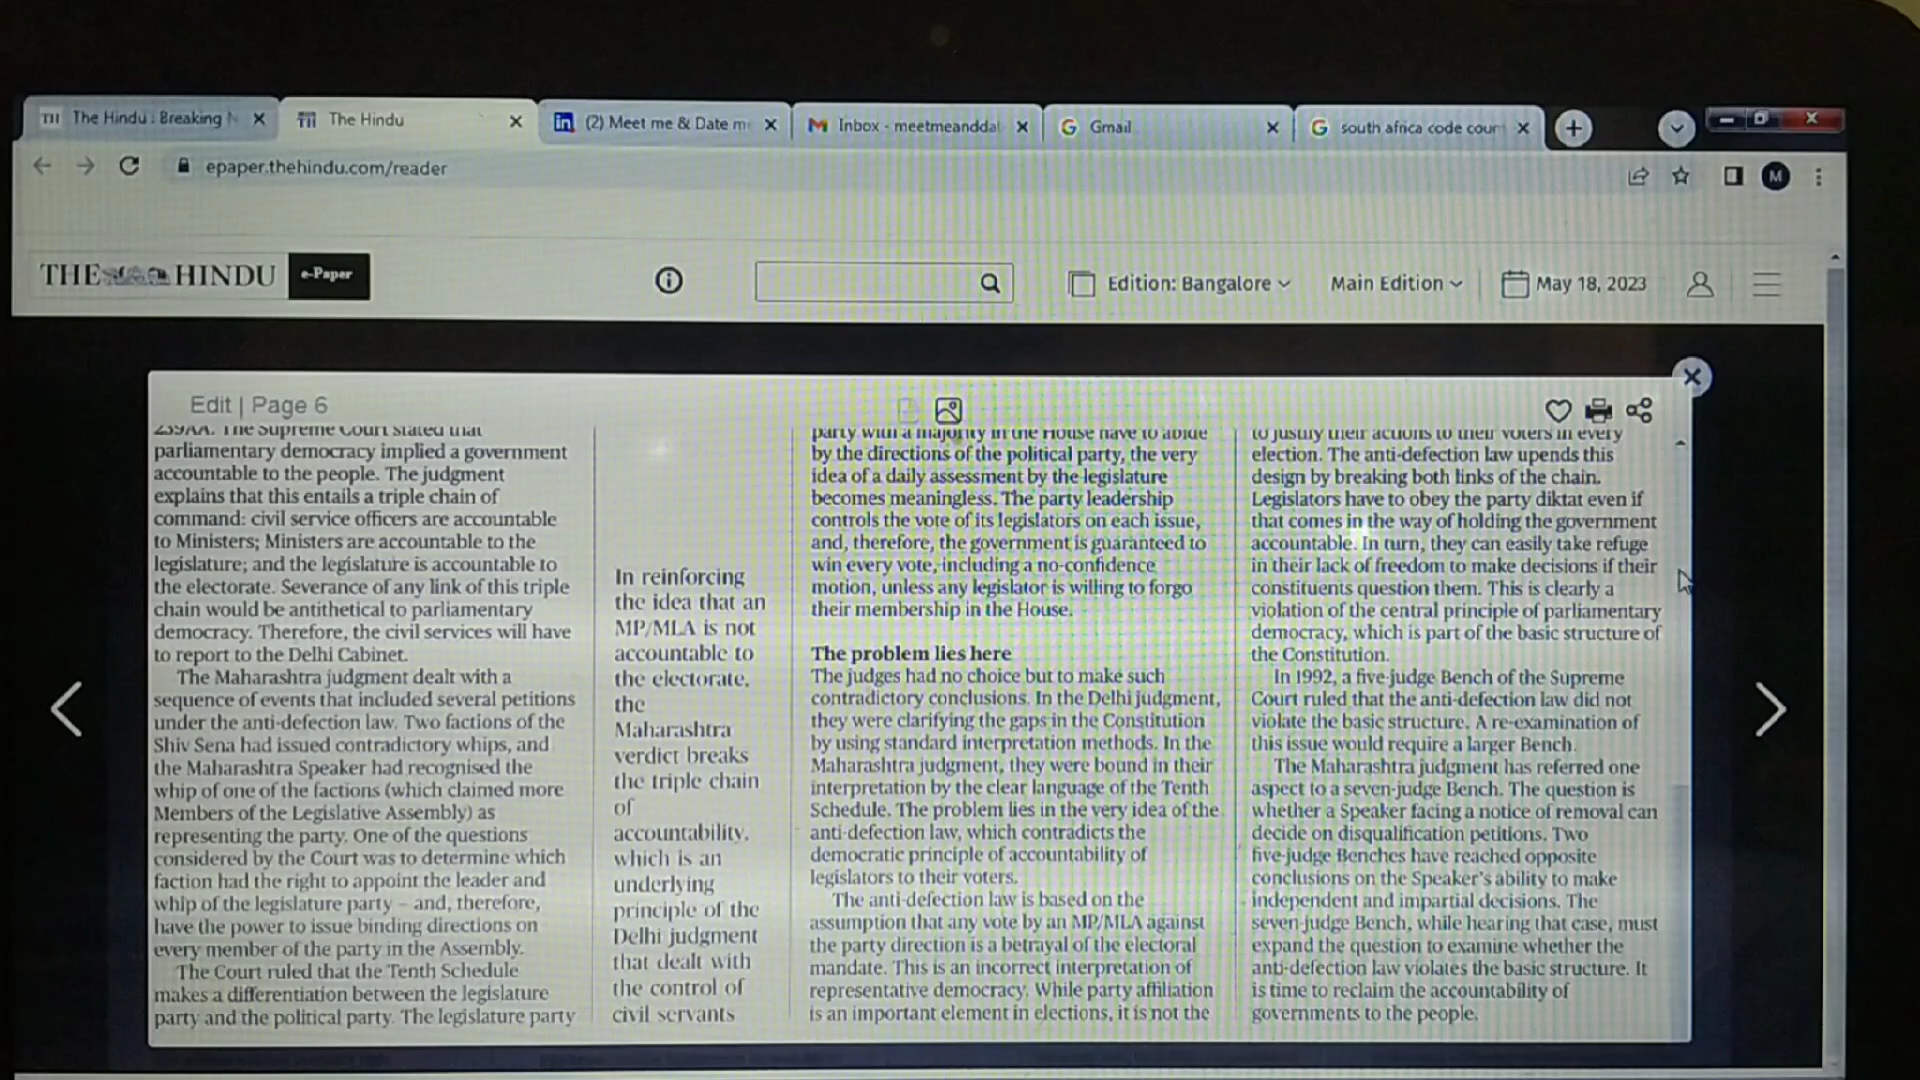 The Hindu : Breaking N
The Hindu
(2) Meet me & Date m
Inbox - meetmeanddat
Gmail
south africa code coun
epaper.thehindu.com/reader
M
THE HINDU
e-Paper
Edition: Bangalore
Main Edition
May 18, 2023
Edit | Page 6
239AA. The Supreme Court stated that
parliamentary democracy implied a government
accountable to the people. The judgment
explains that this entails a triple chain of
command: civil service officers are accountable
to Ministers; Ministers are accountable to the
legislature; and the legislature is accountable to
the electorate. Severance of any link of this triple
chain would be antithetical to parliamentary
democracy. Therefore, the civil services will have
to report to the Delhi Cabinet.
The Maharashtra judgment dealt with a
sequence of events that included several petitions
under the anti-defection law. Two factions of the
Shiv Sena had issued contradictory whips, and
the Maharashtra Speaker had recognised the
whip of one of the factions (which claimed more
Members of the Legislative Assembly) as
representing the party. One of the questions
considered by the Court was to determine which
faction had the right to appoint the leader and
whip of the legislature party – and, therefore,
have the power to issue binding directions on
every member of the party in the Assembly.
The Court ruled that the Tenth Schedule
makes a differentiation between the legislature
party and the political party. The legislature party
In reinforcing
the idea that an
MP/MLA is not
accountable to
the electorate,
the
Maharashtra
verdict breaks
the triple chain
of
accountability,
which is an
underlying
principle of the
Delhi judgment
that dealt with
the control of
civil servants
party with a majority in the House have to abide
by the directions of the political party, the very
idea of a daily assessment by the legislature
becomes meaningless. The party leadership
controls the vote of its legislators on each issue,
and, therefore, the government is guaranteed to
win every vote, including a no-confidence
motion, unless any legislator is willing to forgo
their membership in the House.
The problem lies here
The judges had no choice but to make such
contradictory conclusions. In the Delhi judgment,
they were clarifying the gaps in the Constitution
by using standard interpretation methods. In the
Maharashtra judgment, they were bound in their
interpretation by the clear language of the Tenth
Schedule. The problem lies in the very idea of the
anti-defection law, which contradicts the
democratic principle of accountability of
legislators to their voters.
The anti-defection law is based on the
assumption that any vote by an MP/MLA against
the party direction is a betrayal of the electoral
mandate. This is an incorrect interpretation of
representative democracy. While party affiliation
is an important element in elections, it is not the
to justify their actions to their voters in every
election. The anti-defection law upends this
design by breaking both links of the chain.
Legislators have to obey the party diktat even if
that comes in the way of holding the government
accountable. In turn, they can easily take refuge
in their lack of freedom to make decisions if their
constituents question them. This is clearly a
violation of the central principle of parliamentary
democracy, which is part of the basic structure of
the Constitution.
In 1992, a five-judge Bench of the Supreme
Court ruled that the anti-defection law did not
violate the basic structure. A re-examination of
this issue would require a larger Bench.
The Maharashtra judgment has referred one
aspect to a seven-judge Bench. The question is
whether a Speaker facing a notice of removal can
decide on disqualification petitions. Two
five-judge Benches have reached opposite
conclusions on the Speaker's ability to make
independent and impartial decisions. The
seven-judge Bench, while hearing that case, must
expand the question to examine whether the
anti-defection law violates the basic structure. It
is time to reclaim the accountability of
governments to the people.